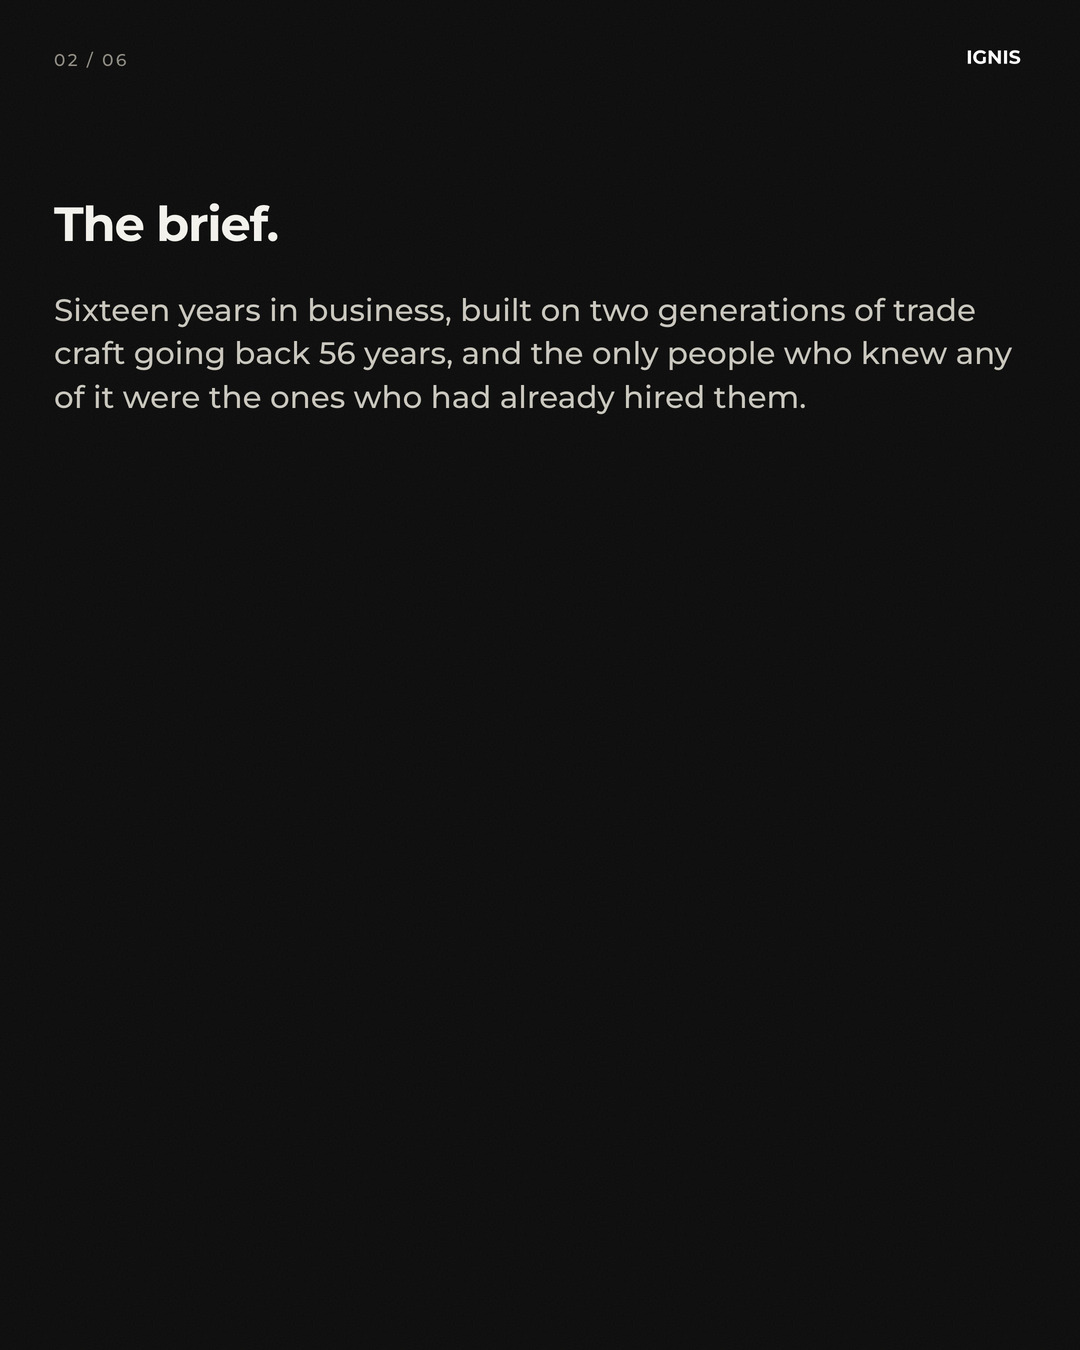 02 / 06
IGNIS
The brief.
Sixteen years in business, built on two generations of trade
craft going back 56 years, and the only people who knew any
of it were the ones who had already hired them.